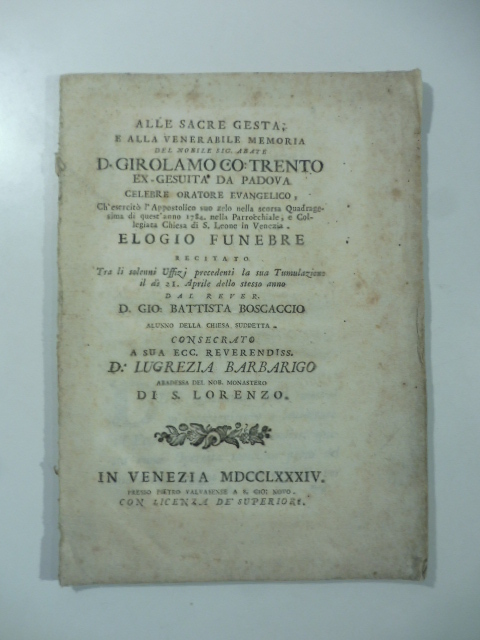 ALLE SACRE GESTA;
E ALLA VENERABILE MEMORIA
DEL NOBILE SIG. ABATE
D. GIROLAMO CO: TRENTO
EX-GESUITA DA PADOVA
CELEBRE ORATORE EVANGELICO,
Ch'esercitò l'Appostolico suo zelo nella scorsa Quadrage-
sima di quest'anno 1784. nella Parrochiale, e Col-
legiata Chiesa di S. Leone in Venezia.
ELOGIO FUNEBRE
RECITATO
Tra li solenni Uffizj precedenti la sua Tumulazione
il dì 21. Aprile dello stesso anno
DAL REVER.
D. GIO: BATTISTA BOSCACCIO
ALUNNO DELLA CHIESA SUDDETTA.
CONSECRATO
A SUA ECC. REVERENDISS.
D.ª LUGREZIA BARBARIGO
ABADESSA DEL NOB. MONASTERO
DI S. LORENZO.
IN VENEZIA MDCCLXXXIV.
PRESSO PIETRO VALVASENSE A S. GIO: NOVO.
CON LICENZA DE' SUPERIORI.